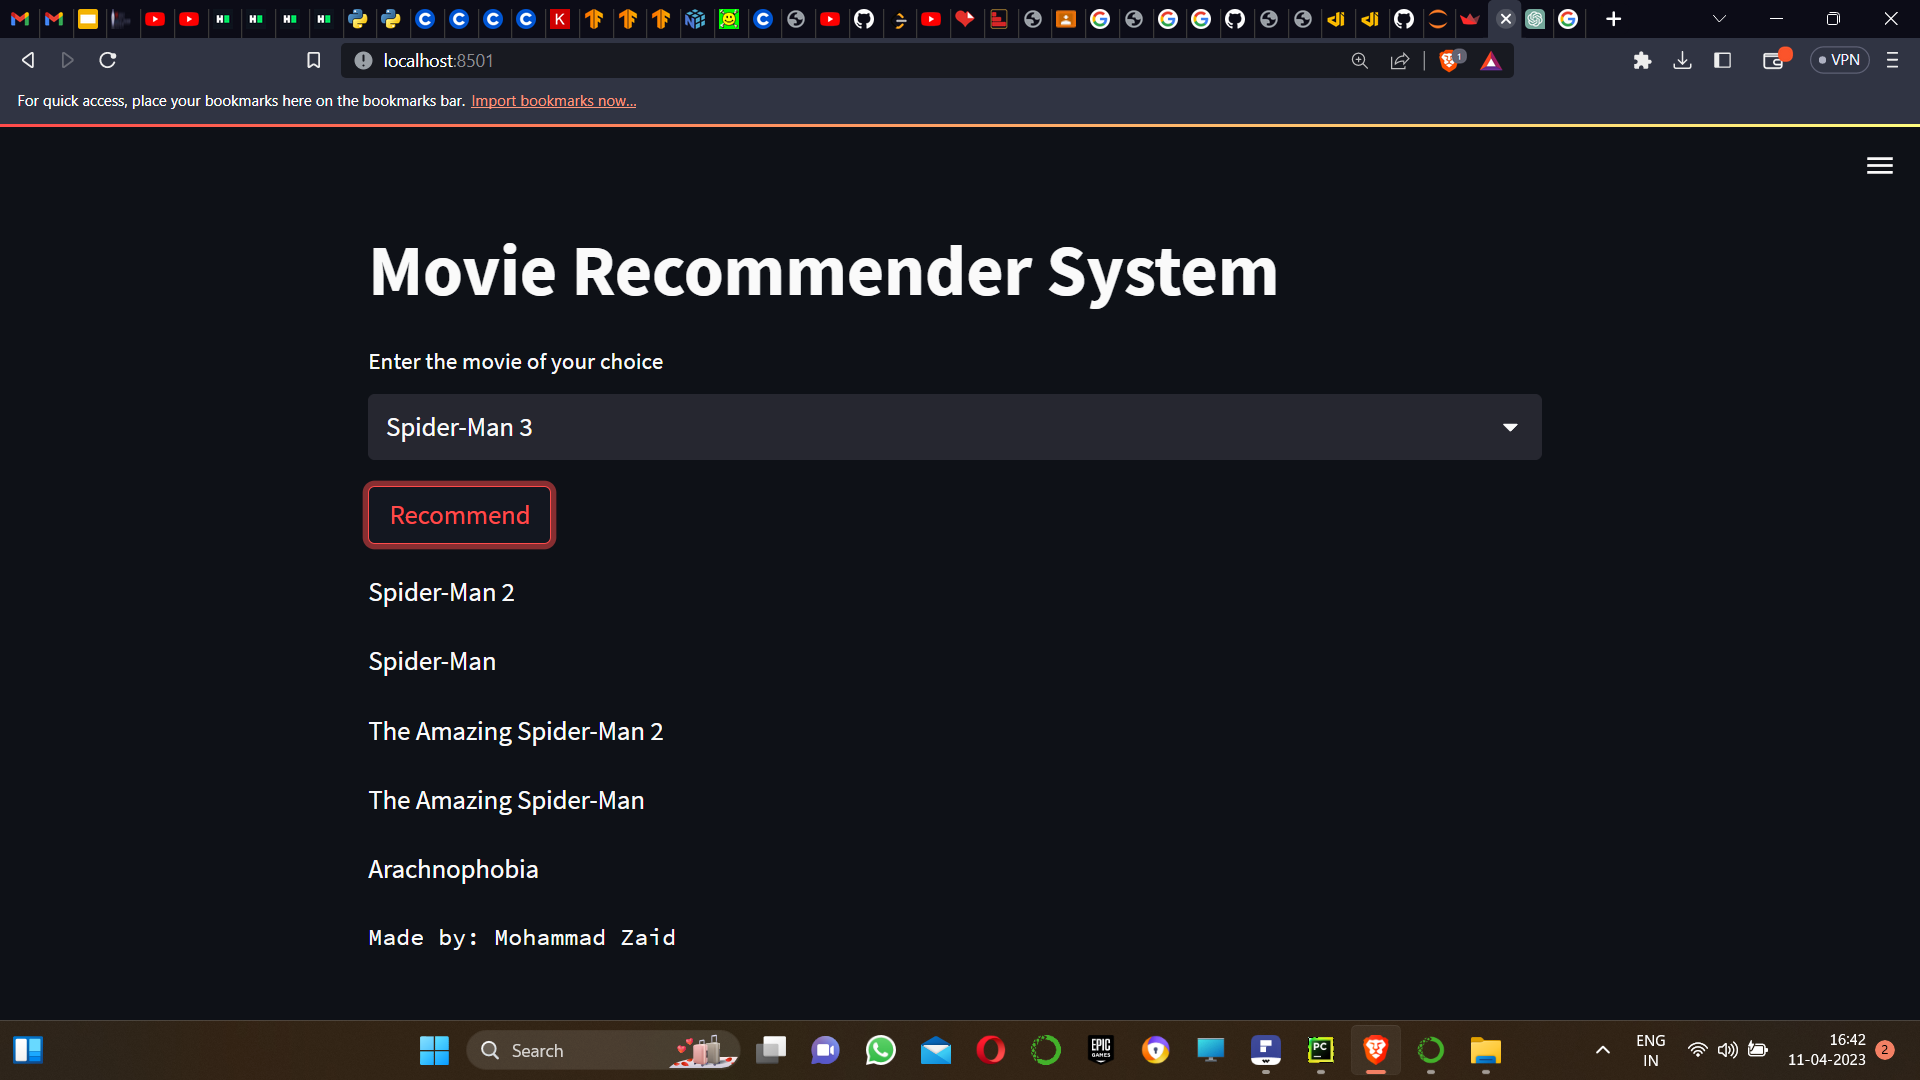 localhost:8501
VPN
For quick access, place your bookmarks here on the bookmarks bar. Import bookmarks now...
Movie Recommender System
Enter the movie of your choice
Spider-Man 3
Recommend
Spider-Man 2
Spider-Man
The Amazing Spider-Man 2
The Amazing Spider-Man
Arachnophobia
Made by: Mohammad Zaid
Search
EPIC GAMES
PC
ENG
IN
16:42
11-04-2023
2